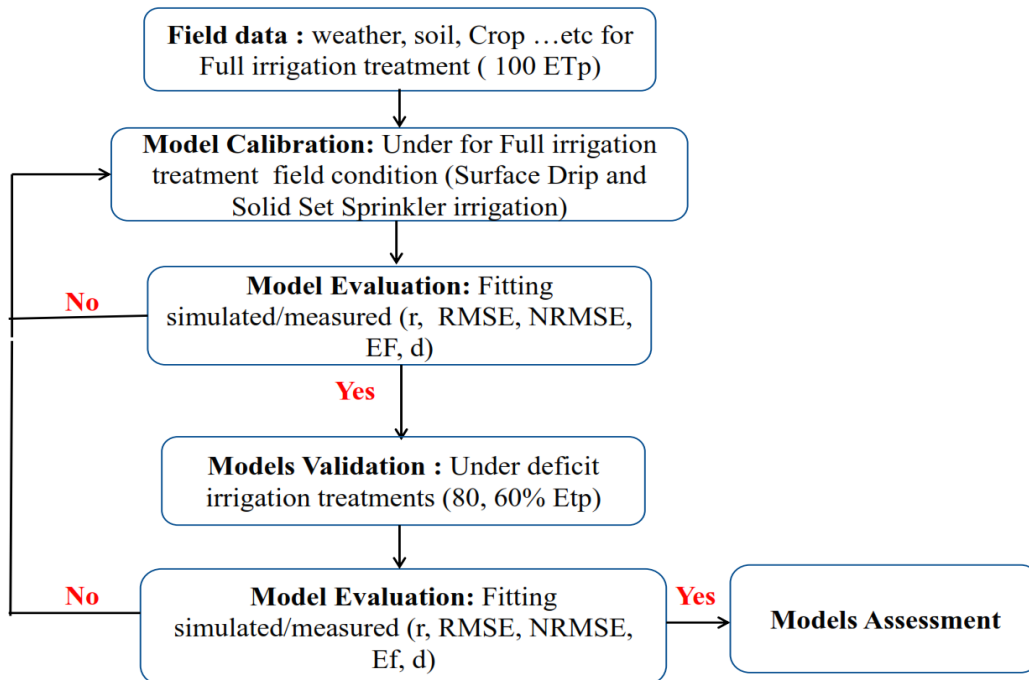 Field data : weather, soil, Crop …etc for
Full irrigation treatment ( 100 ETp)
Model Calibration: Under for Full irrigation
treatment field condition (Surface Drip and
Solid Set Sprinkler irrigation)
No
Model Evaluation: Fitting
simulated/measured (r, RMSE, NRMSE,
EF, d)
Yes
Models Validation : Under deficit
irrigation treatments (80, 60% Etp)
No
Model Evaluation: Fitting
simulated/measured (r, RMSE, NRMSE,
Ef, d)
Yes
Models Assessment